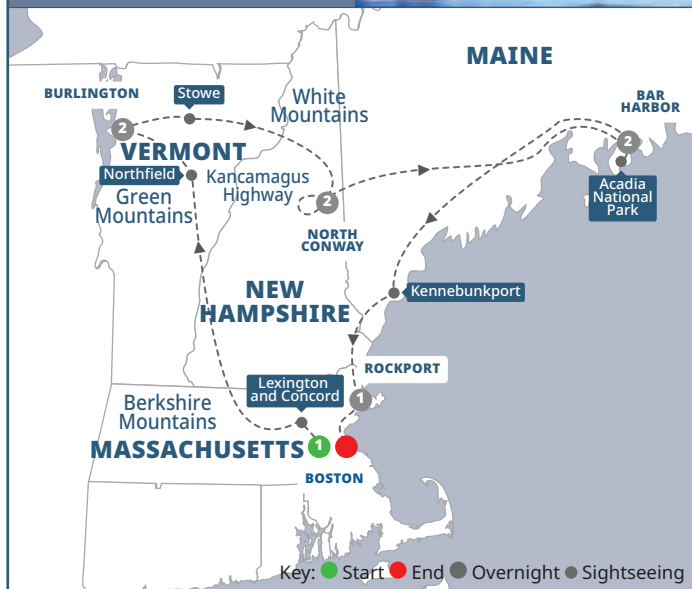 MAINE
BURLINGTON
Stowe
White
Mountains
BAR
HARBOR
2
2
VERMONT
Northfield
Kancamagus
Highway
Green
Mountains
2
Acadia
National
Park
NORTH
CONWAY
NEW
HAMPSHIRE
Kennebunkport
ROCKPORT
Lexington
and Concord
1
Berkshire
Mountains
MASSACHUSETTS
1
BOSTON
Key: Start End Overnight Sightseeing